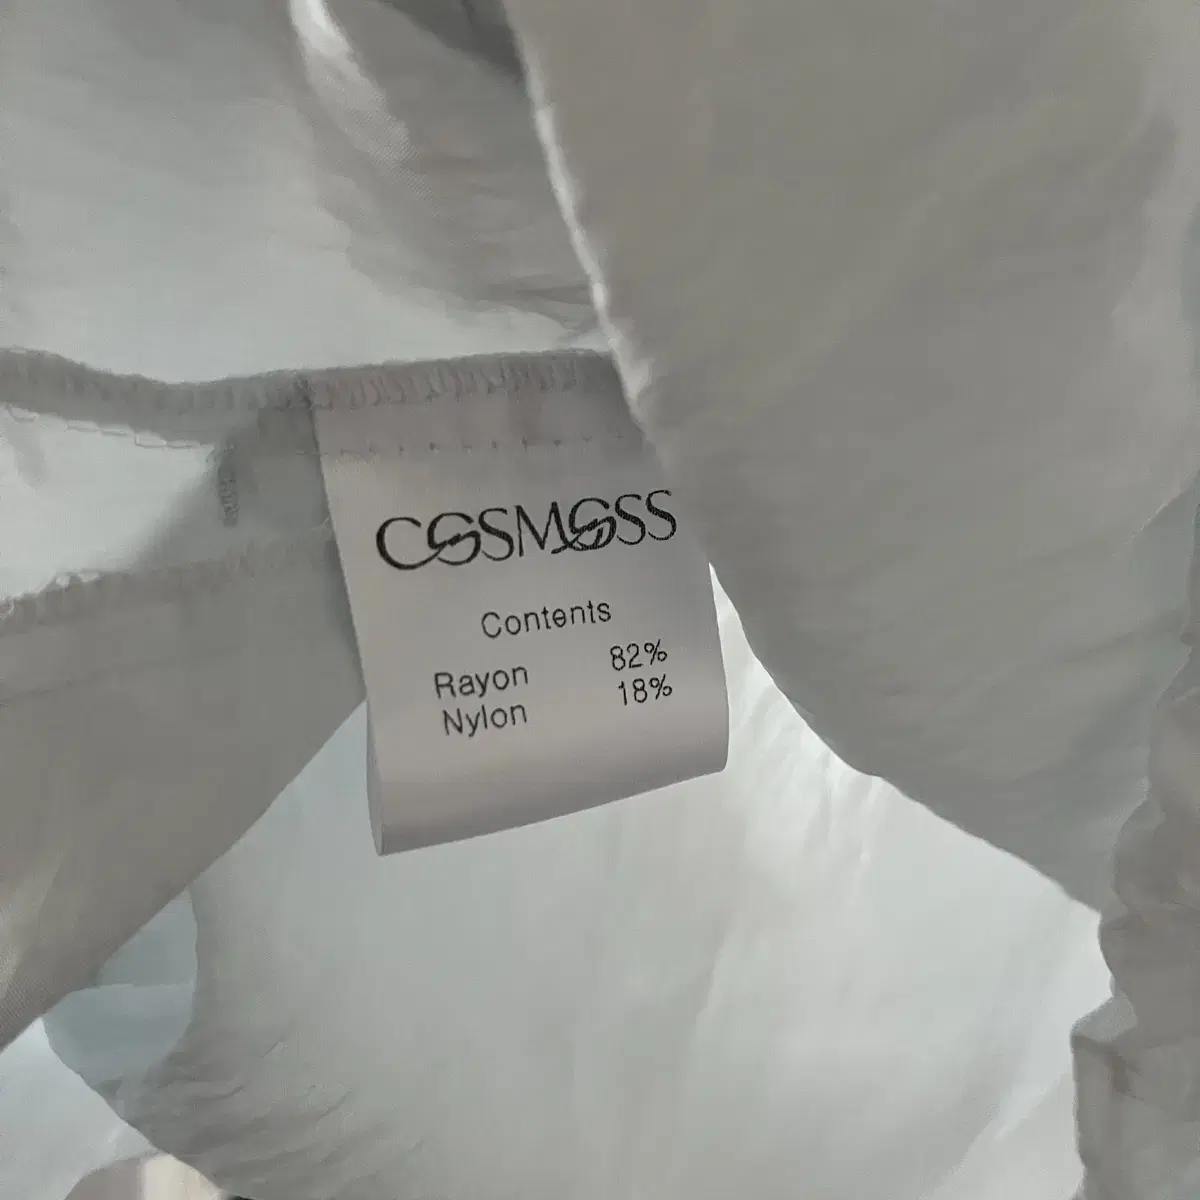 COSMOSS
Contents
Rayon 82%
Nylon 18%